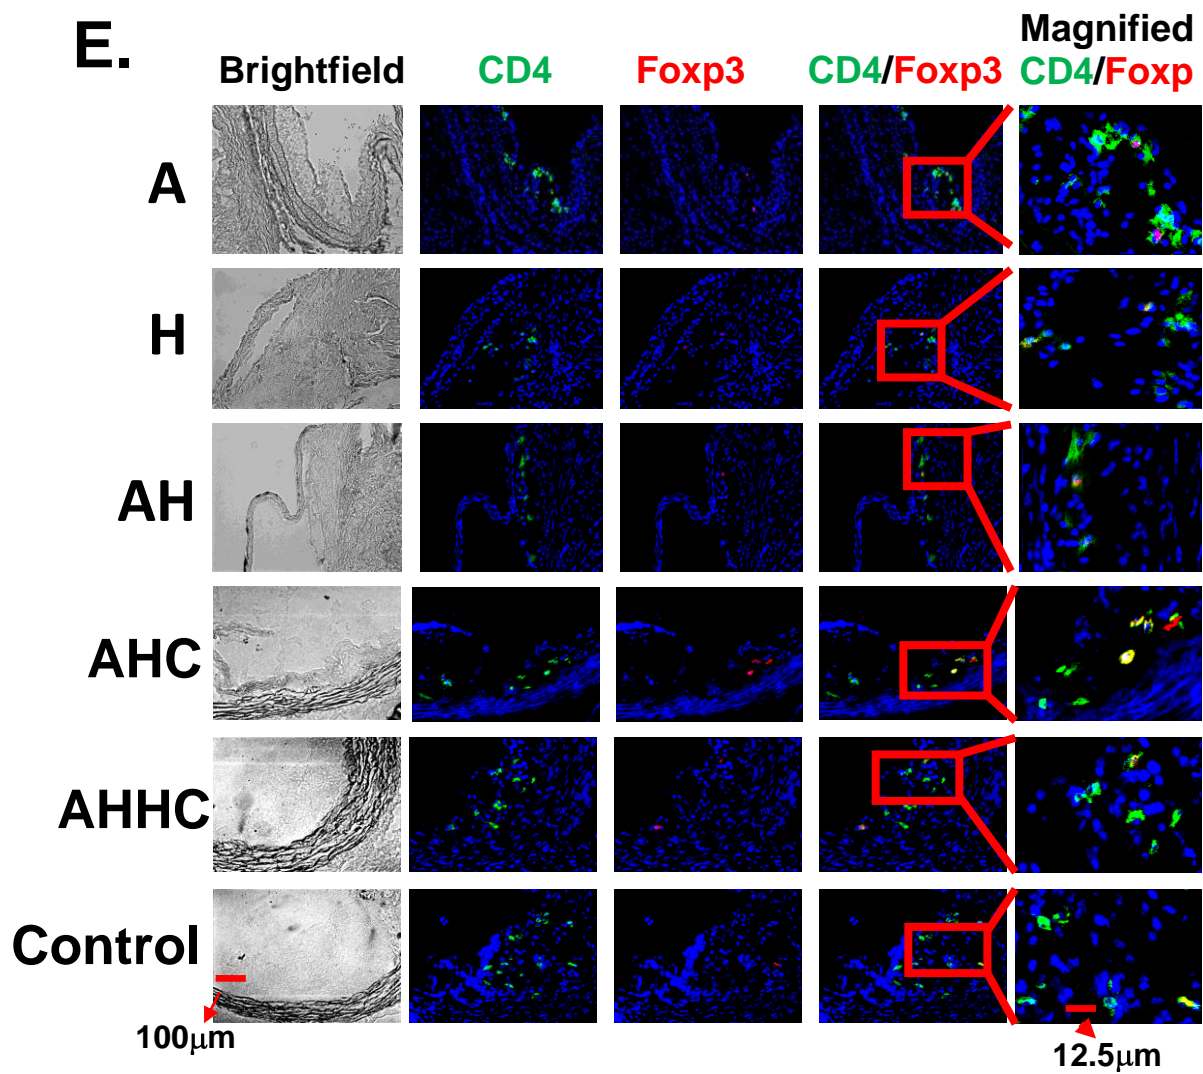 E.
Brightfield
CD4
Foxp3
CD4/Foxp3
Magnified
CD4/Foxp
A
H
AH
AHC
AHHC
Control
100μm
12.5μm